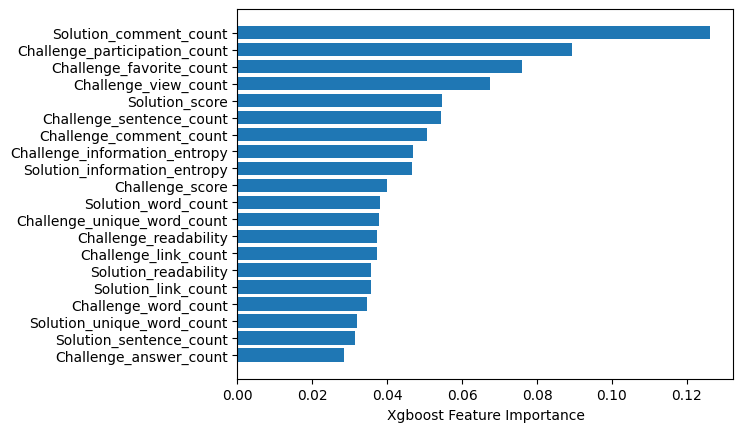 Solution_comment_count
Challenge_participation_count
Challenge_favorite_count
Challenge_view_count
Solution_score
Challenge_sentence_count
Challenge_comment_count
Challenge_information_entropy
Solution_information_entropy
Challenge_score
Solution_word_count
Challenge_unique_word_count
Challenge_readability
Challenge_link_count
Solution_readability
Solution_link_count
Challenge_word_count
Solution_unique_word_count
Solution_sentence_count
Challenge_answer_count
0.00 0.02 0.04 0.06 0.08 0.10 0.12
Xgboost Feature Importance